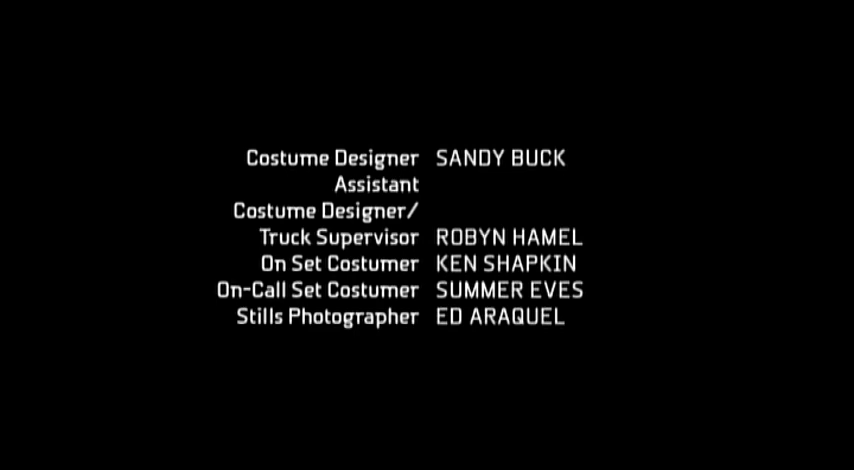 Costume Designer SANDY BUCK
Assistant
Costume Designer/
Truck Supervisor ROBYN HAMEL
On Set Costumer KEN SHAPKIN
On-Call Set Costumer SUMMER EVES
Stills Photographer ED ARAQUEL